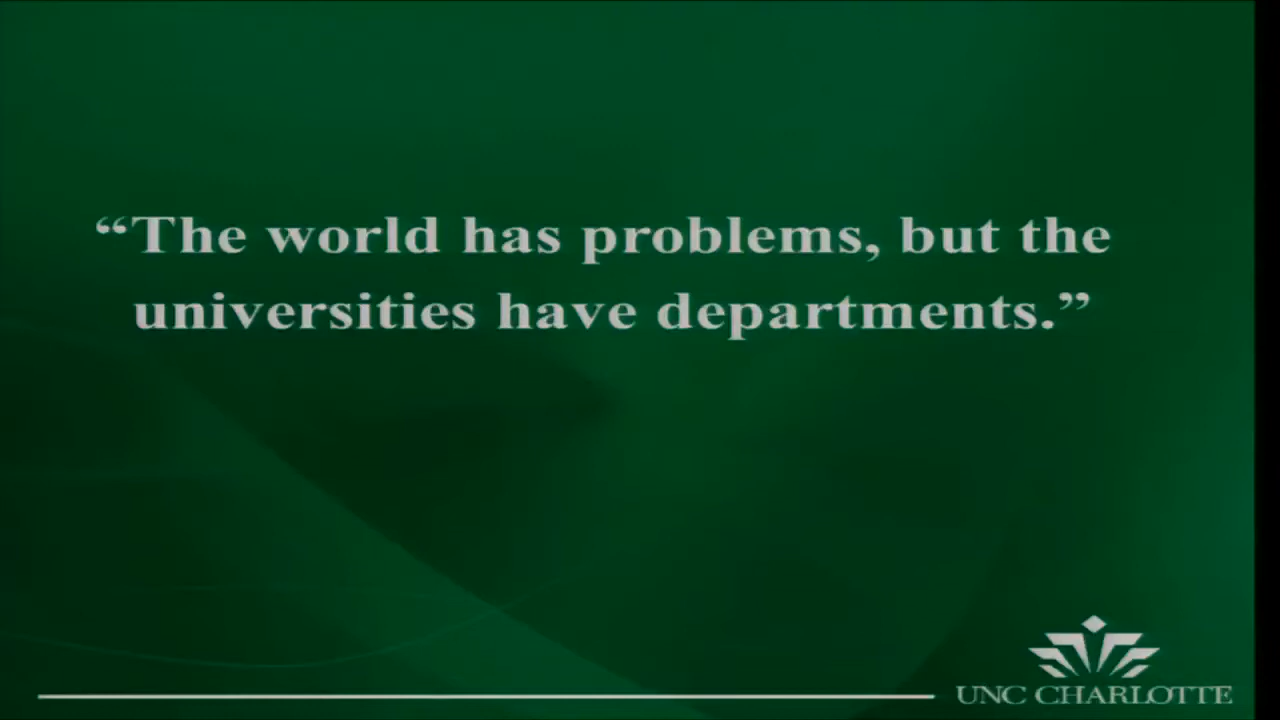 “The world has problems, but the
universities have departments.”
UNC CHARLOTTE